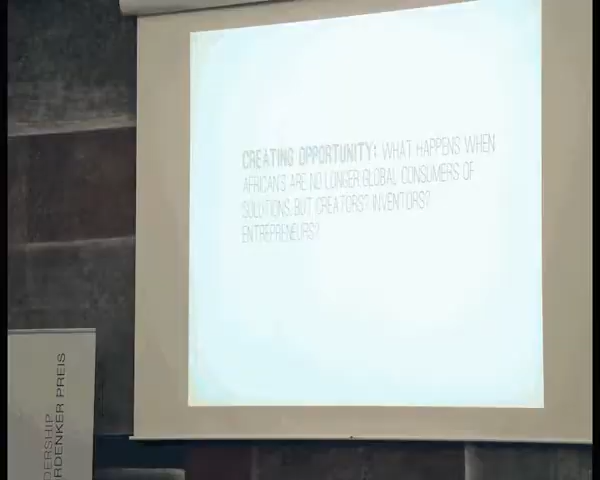 CREATING OPPORTUNITY: WHAT HAPPENS WHEN
AFRICANS ARE NO LONGER GLOBAL CONSUMERS OF
SOLUTIONS, BUT CREATORS? INVENTORS?
ENTREPRENEURS?
DERSHIP
RDENKER PREIS